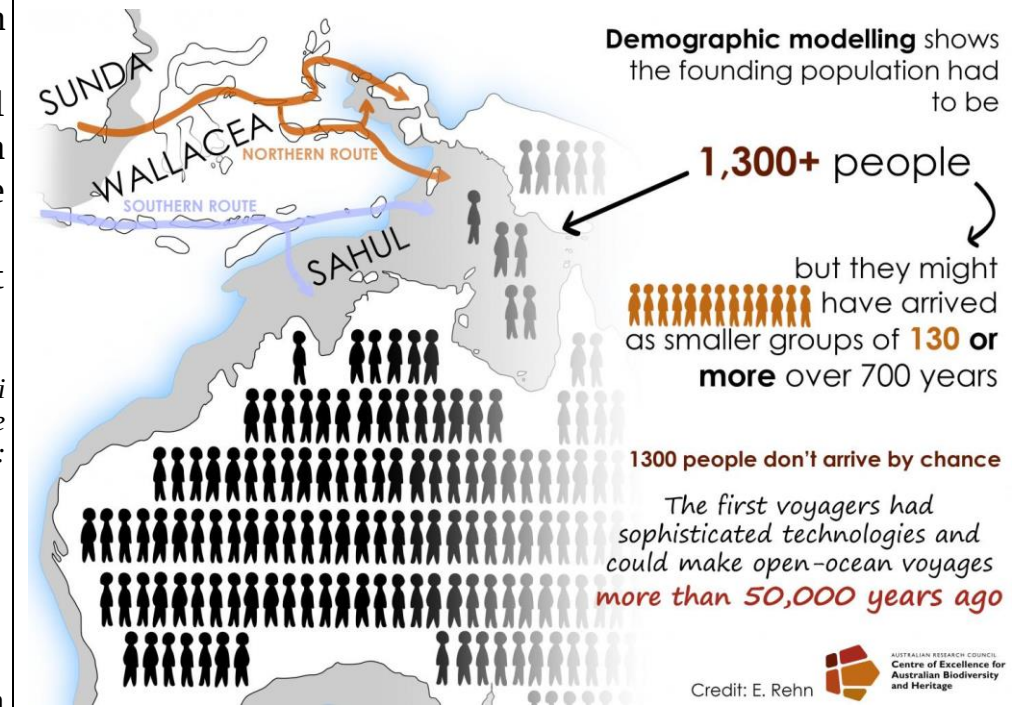 SUNDA
WALLACEA
NORTHERN ROUTE
SOUTHERN ROUTE
SAHUL
Demographic modelling shows
the founding population had
to be
1,300+ people
but they might
have arrived
as smaller groups of 130 or
more over 700 years
1300 people don't arrive by chance
The first voyagers had
sophisticated technologies and
could make open-ocean voyages
more than 50,000 years ago
Credit: E. Rehn
AUSTRALIAN RESEARCH COUNCIL
Centre of Excellence for
Australian Biodiversity
and Heritage